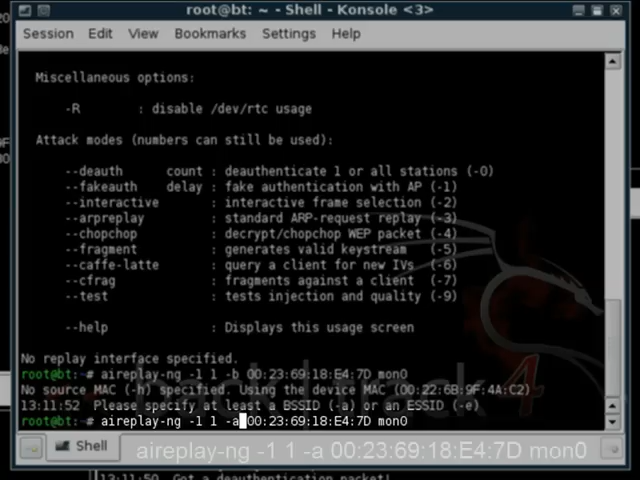 root@bt: ~ - Shell - Konsole <3>
Session Edit View Bookmarks Settings Help
Miscellaneous options:
-R : disable /dev/rtc usage
Attack modes (numbers can still be used):
--deauth count : deauthenticate 1 or all stations (-0)
--fakeauth delay : fake authentication with AP (-1)
--interactive : interactive frame selection (-2)
--arpreplay : standard ARP-request replay (-3)
--chopchop : decrypt/chopchop WEP packet (-4)
--fragment : generates valid keystream (-5)
--caffe-latte : query a client for new IVs (-6)
--cfrag : fragments against a client (-7)
--test : tests injection and quality (-9)
--help : Displays this usage screen
No replay interface specified.
root@bt:~# aireplay-ng -1 1 -b 00:23:69:18:E4:7D mon0
No source MAC (-h) specified. Using the device MAC (00:22:6B:9F:4A:C2)
13:11:52 Please specify at least a BSSID (-a) or an ESSID (-e)
root@bt:~# aireplay-ng -1 1 -a 00:23:69:18:E4:7D mon0
Shell
aireplay-ng -1 1 -a 00:23:69:18:E4:7D mon0
13:11:50 Got a deauthentication packet!